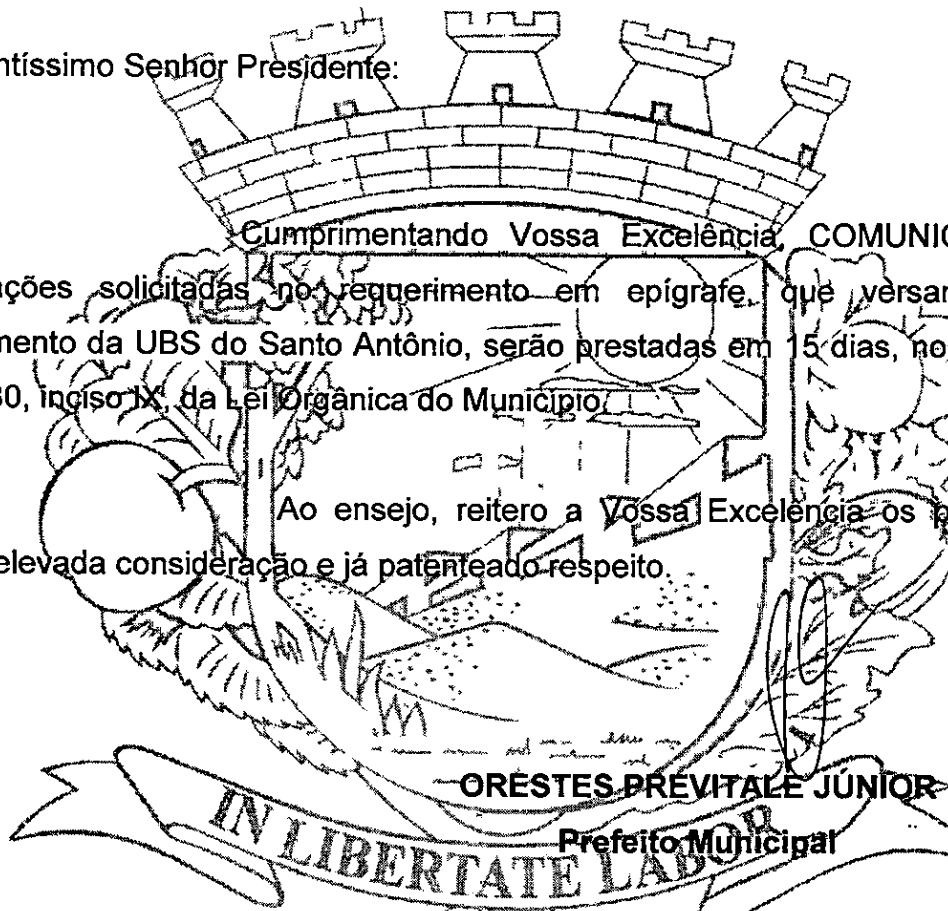 ntíssimo Senhor Presidente:
Cumprimentando Vossa Excelência, COMUNIC
ações solicitadas no requerimento em epígrafe, que versar
mento da UBS do Santo Antônio, serão prestadas em 15 dias, no
80, inciso IX, da Lei Orgânica do Município.
Ao ensejo, reitero a Vossa Excelência os p
elevada consideração e já patenteado respeito.
ORESTES PREVITALE JÚNIOR
Prefeito Municipal
IN LIBERTATE LABOR